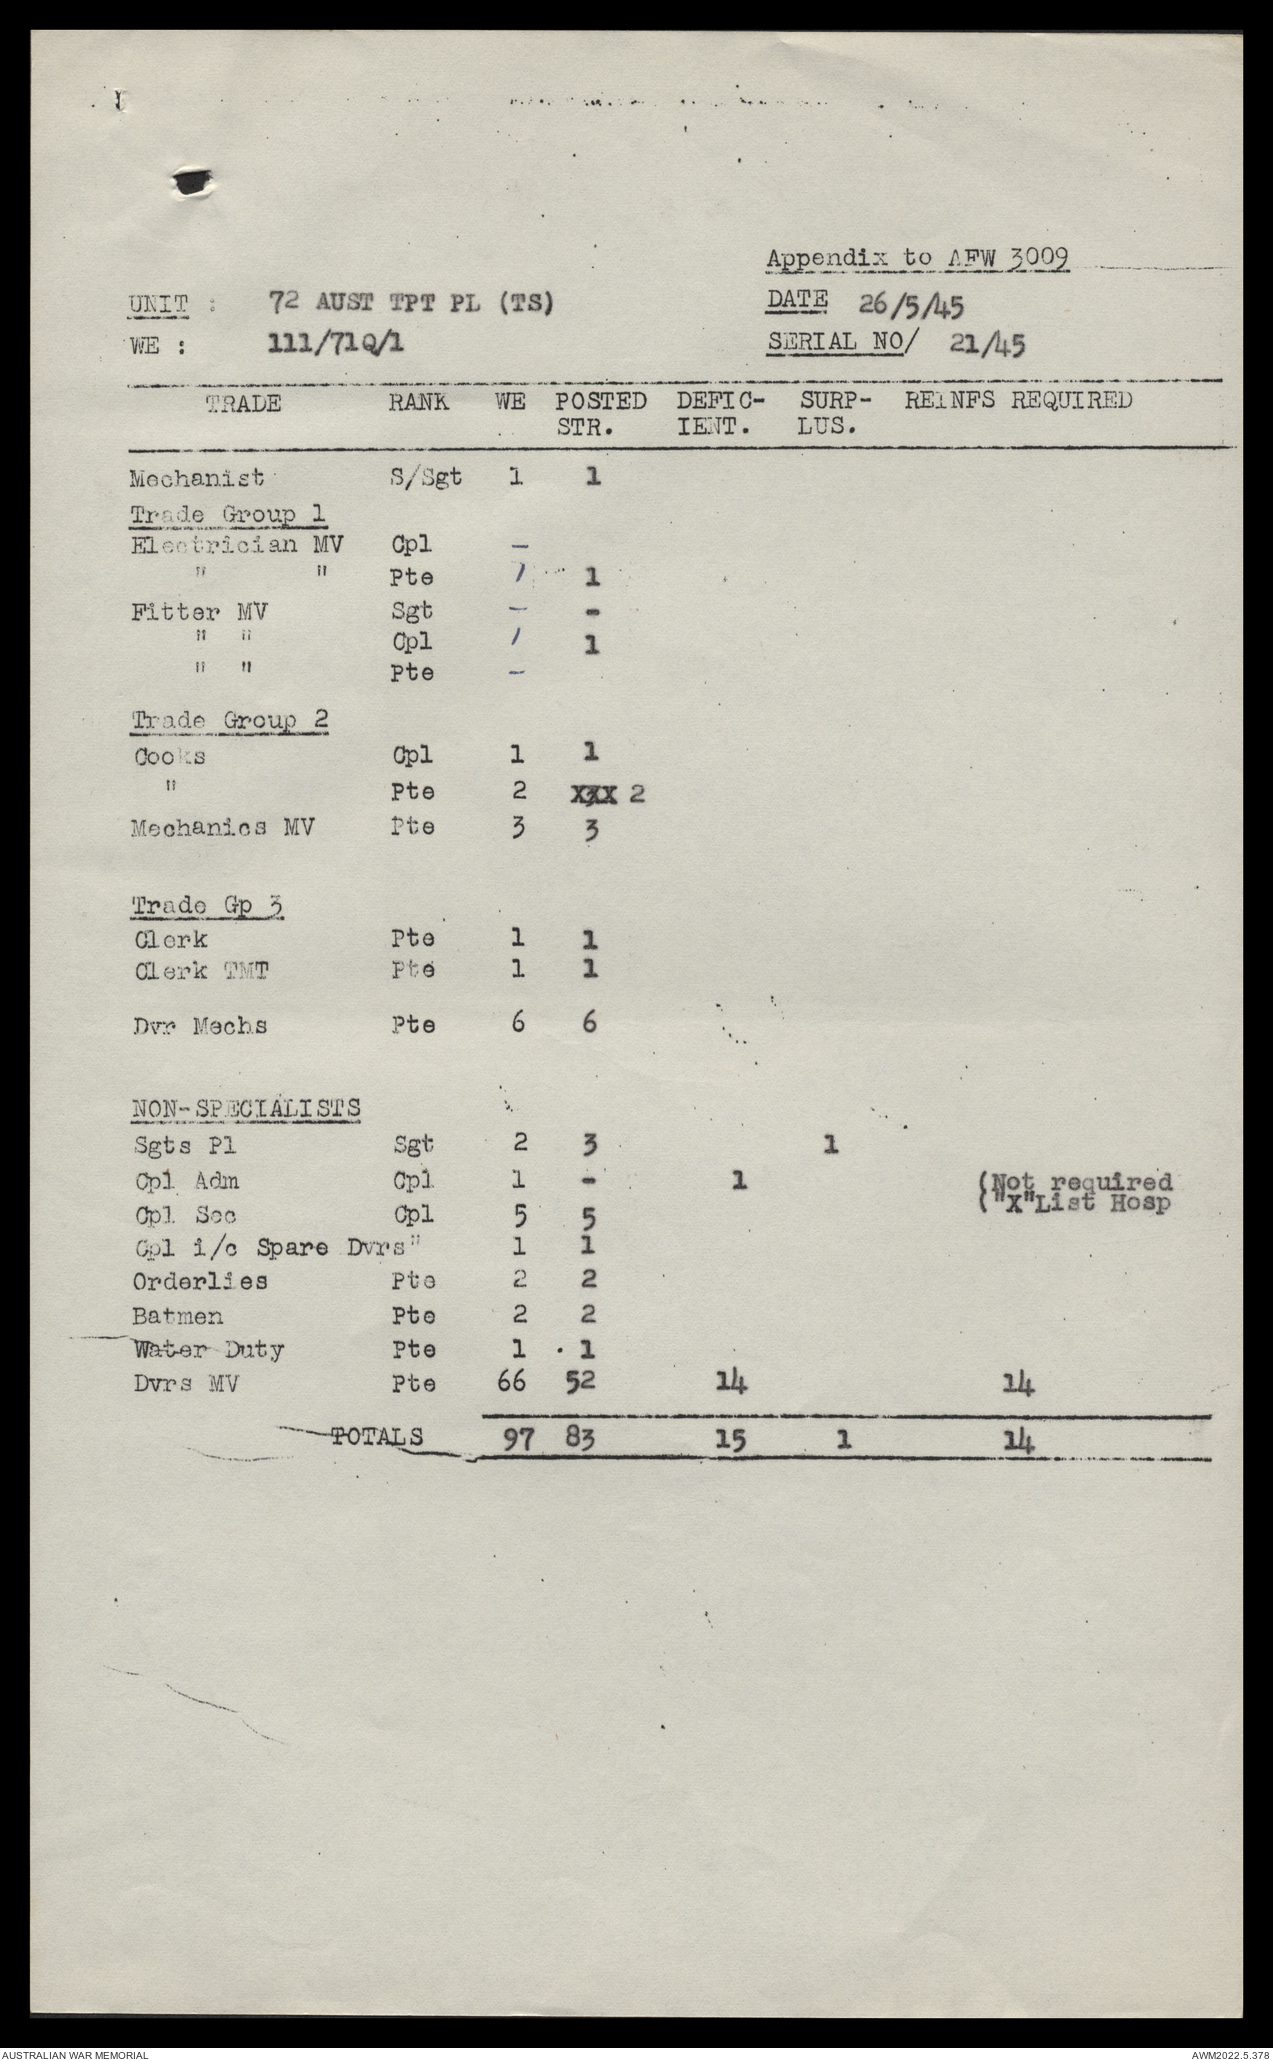 Appendix to AFW 3009
UNIT : 72 AUST TPT PL (TS) DATE 26/5/45
WE : 111/71Q/1 SERIAL NO/ 21/45
TRADE RANK WE POSTED DEFIC- SURP- REINFS REQUIRED
STR. IENT. LUS.
Mechanist S/Sgt 1 1
Trade Group 1
Electrician MV Cpl -
" " Pte 1 1
Fitter MV Sgt - -
" " Cpl 1 1
" " Pte -
Trade Group 2
Cooks Cpl 1 1
" Pte 2 XXX 2
Mechanics MV Pte 3 3
Trade Gp 3
Clerk Pte 1 1
Clerk TMT Pte 1 1
Dvr Mechs Pte 6 6
NON-SPECIALISTS
Sgts Pl Sgt 2 3 1
Cpl Adm Cpl 1 - 1 (Not required
("X"List Hosp
Cpl Sec Cpl 5 5
Cpl i/c Spare Dvrs" 1 1
Orderlies Pte 2 2
Batmen Pte 2 2
Water Duty Pte 1 1
Dvrs MV Pte 66 52 14 14
TOTALS 97 83 15 1 14
AUSTRALIAN WAR MEMORIAL AWM2022.5.378